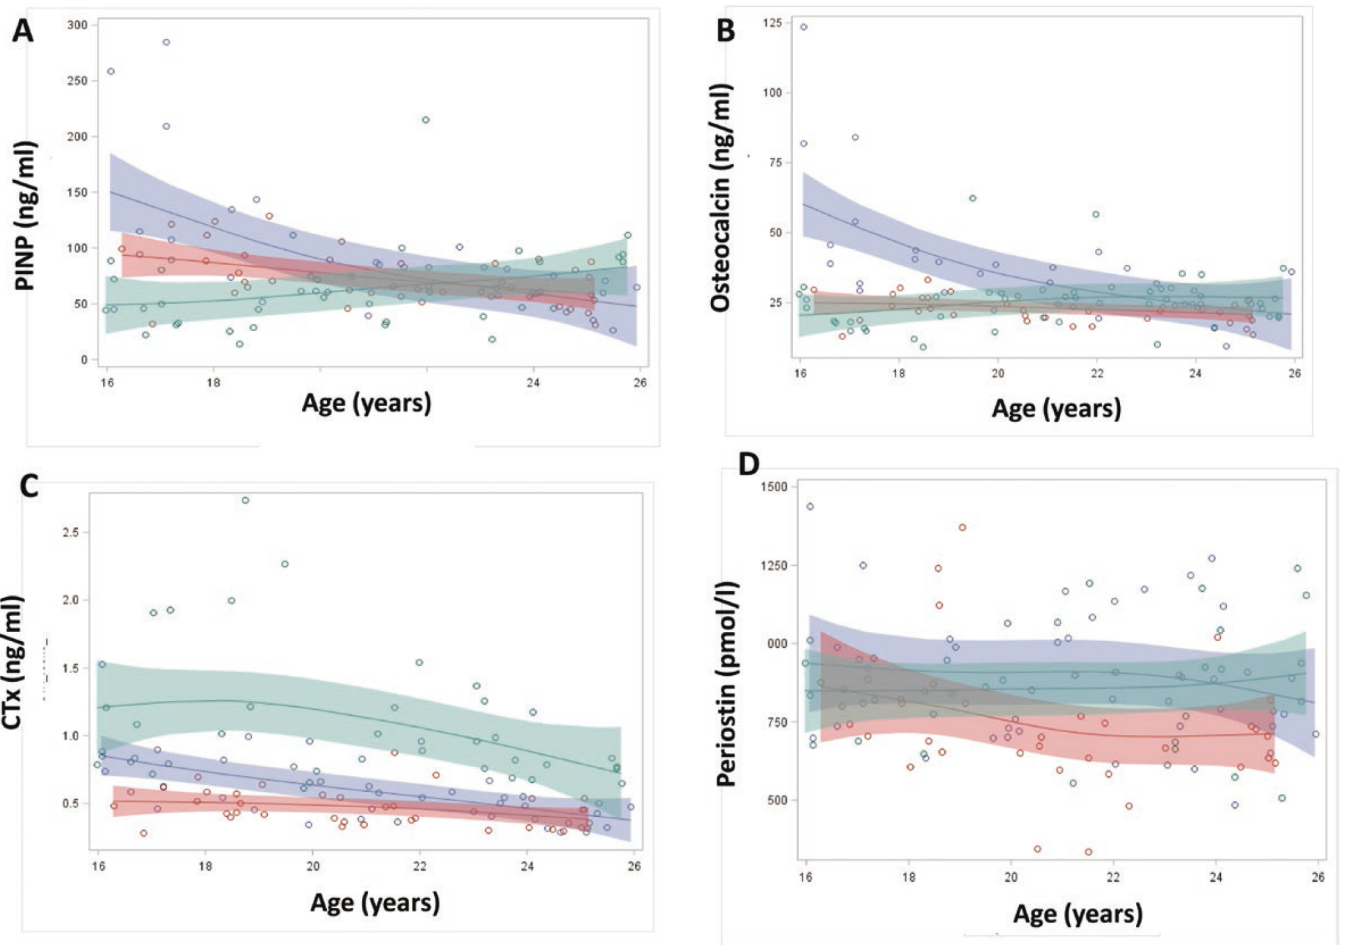 A
PINP (ng/ml)
300
250
200
150
100
50
0
16 18 24 26
Age (years)
B
Osteocalcin (ng/ml)
125
100
75
50
25
16 18 20 22 24 26
Age (years)
C
CTx (ng/ml)
2.5
2.0
1.5
1.0
0.5
16 18 20 22 24 26
Age (years)
D
Periostin (pmol/l)
1500
1250
000
750
500
16 18 20 22 24 26
Age (years)